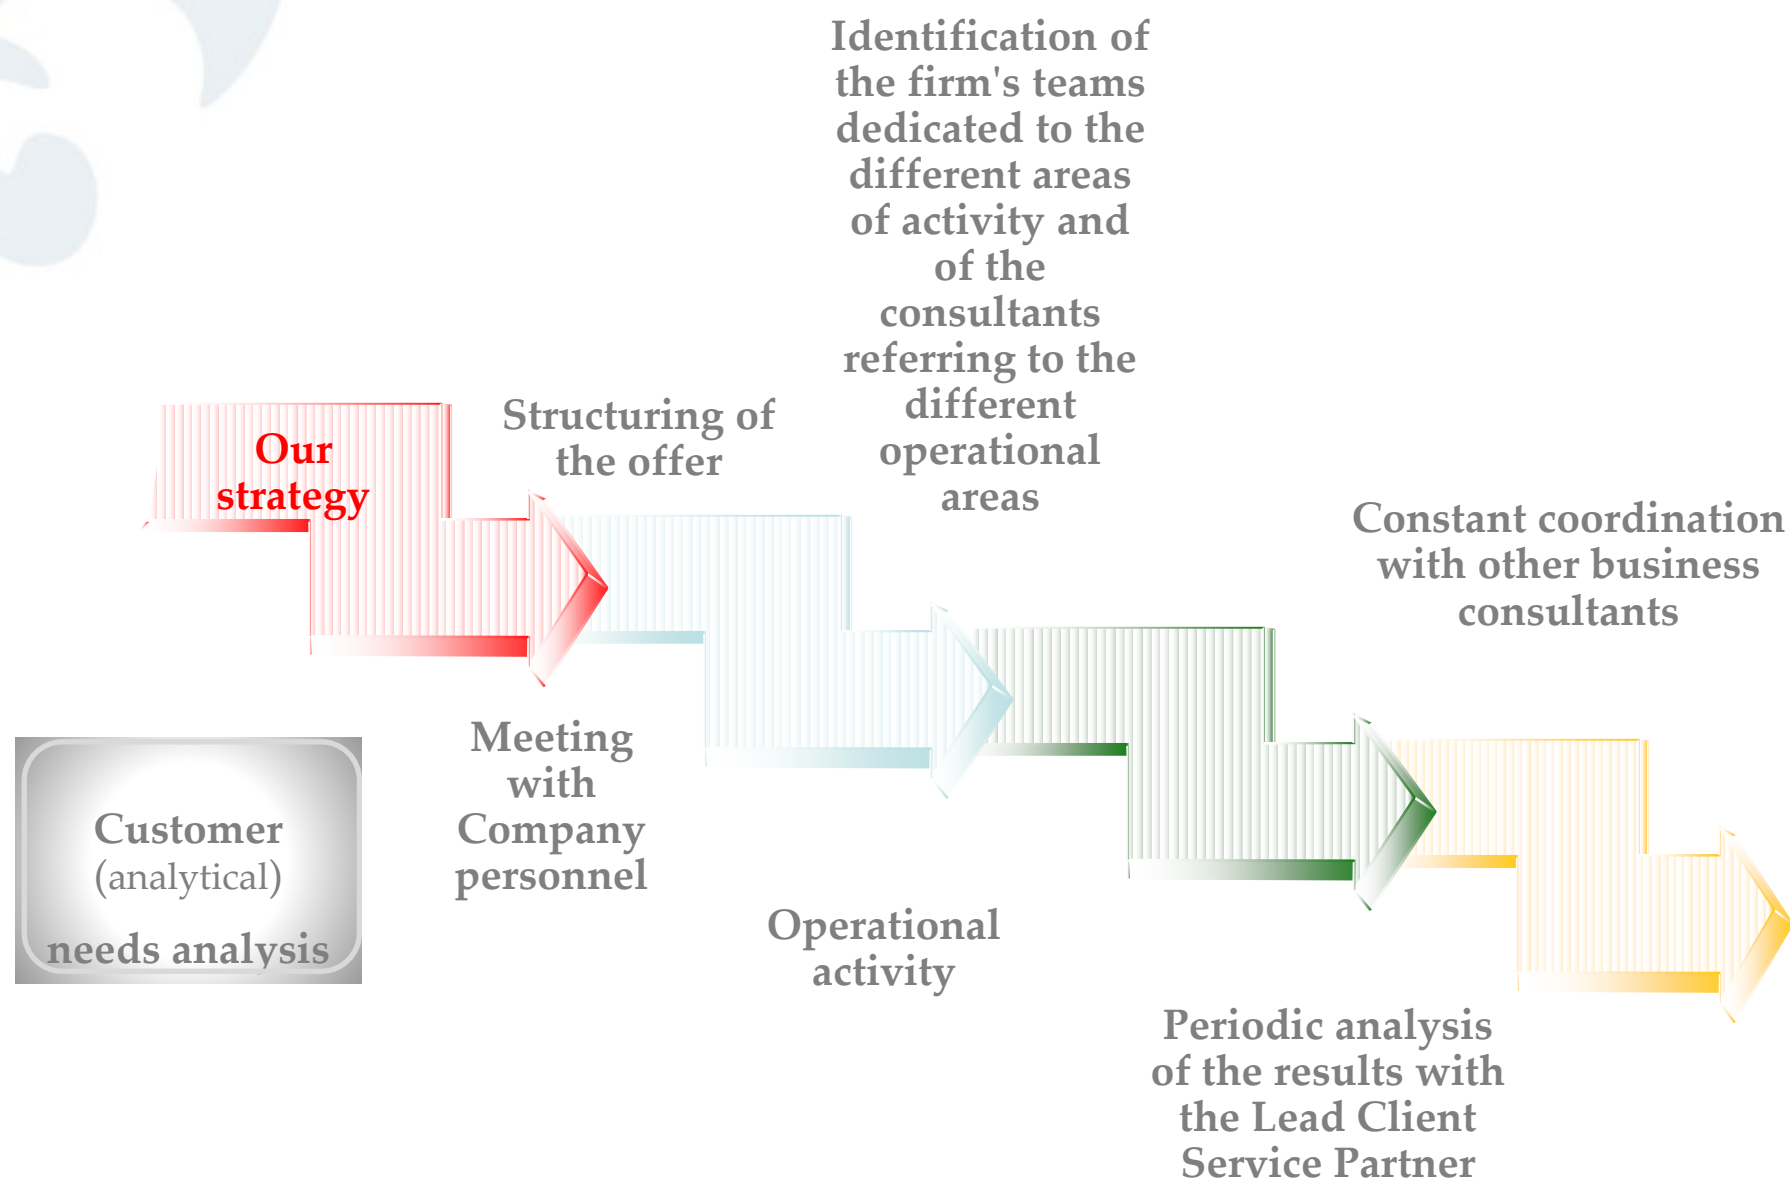 Our
strategy
Customer
(analytical)
needs analysis
Structuring of
the offer
Meeting
with
Company
personnel
Identification of
the firm's teams
dedicated to the
different areas
of activity and
of the
consultants
referring to the
different
operational
areas
Operational
activity
Constant coordination
with other business
consultants
Periodic analysis
of the results with
the Lead Client
Service Partner